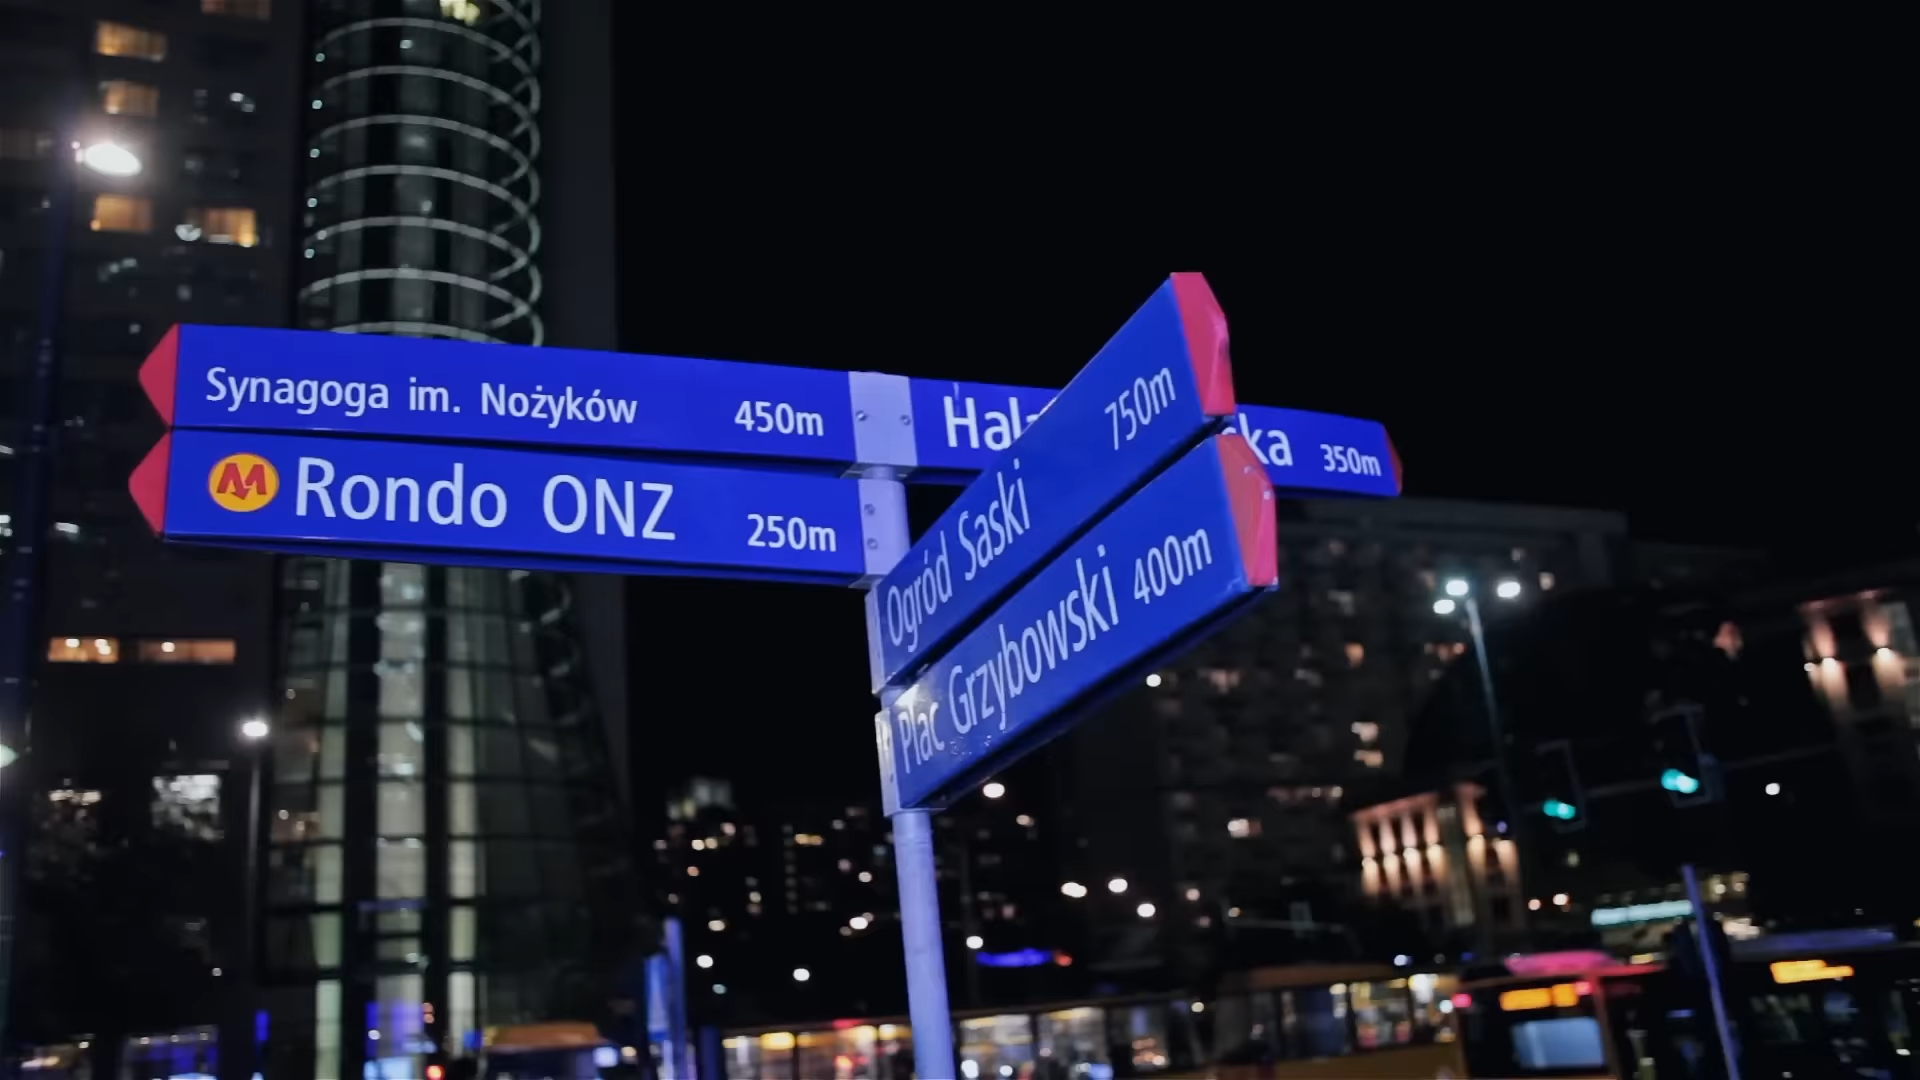 Synagoga im. Nożyków 450m
M Rondo ONZ 250m
350m
Ogród Saski 750m
Plac Grzybowski 400m